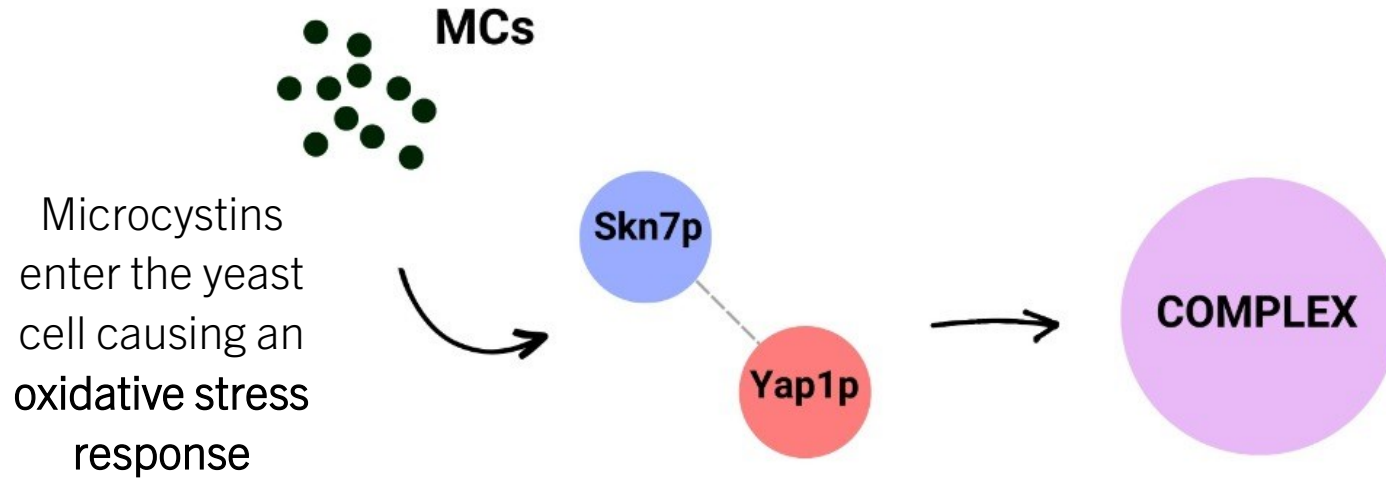 MCs
Microcystins
enter the yeast
cell causing an
oxidative stress
response
Skn7p
Yap1p
COMPLEX